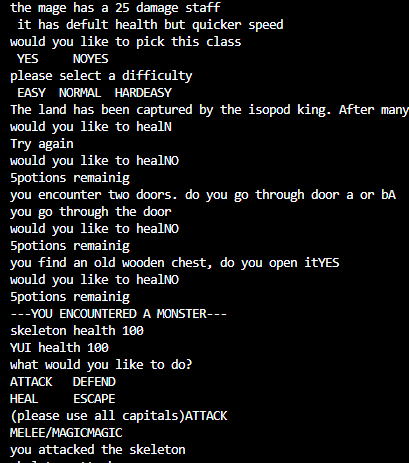 the mage has a 25 damage staff
it has defult health but quicker speed
would you like to pick this class
YES     NOYES
please select a difficulty
EASY  NORMAL  HARDEASY
The land has been captured by the isopod king. After many
would you like to healN
Try again
would you like to healNO
5potions remainig
you encounter two doors. do you go through door a or bA
you go through the door
would you like to healNO
5potions remainig
you find an old wooden chest, do you open itYES
would you like to healNO
5potions remainig
---YOU ENCOUNTERED A MONSTER---
skeleton health 100
YUI health 100
what would you like to do?
ATTACK   DEFEND
HEAL     ESCAPE
(please use all capitals)ATTACK
MELEE/MAGICMAGIC
you attacked the skeleton